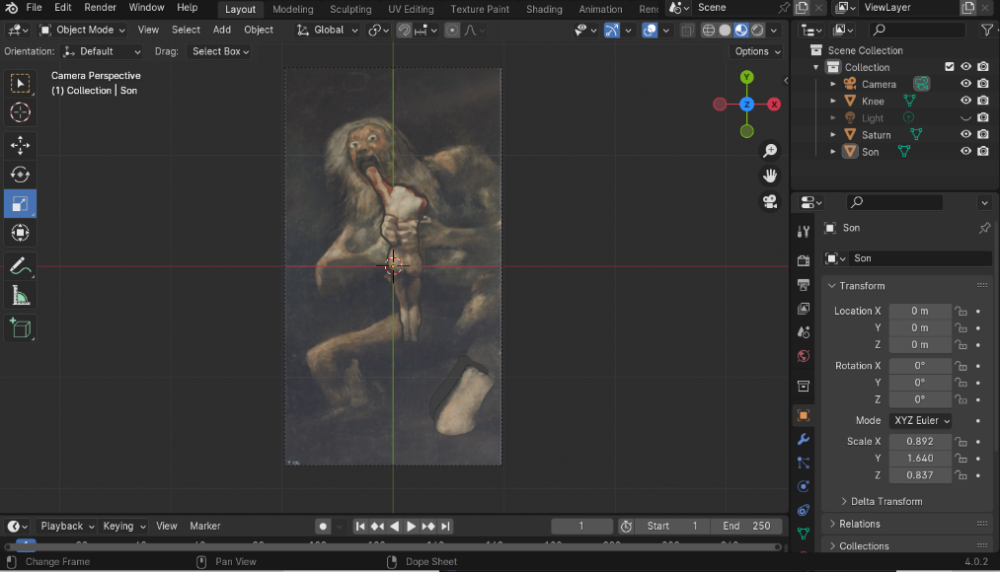 File Edit Render Window Help Layout Modeling Sculpting UV Editing Texture Paint Shading Animation Scene ViewLayer
Object Mode View Select Add Object Global
Orientation: Default Drag: Select Box Options
Camera Perspective
(1) Collection | Son
Y
Z X
Scene Collection
Collection
Camera
Knee
Light
Saturn
Son
Son
Son
Transform
Location X 0 m
Y 0 m
Z 0 m
Rotation X 0°
Y 0°
Z 0°
Mode XYZ Euler
Scale X 0.892
Y 1.640
Z 0.837
Delta Transform
Relations
Collections
Playback Keying View Marker 1 Start 1 End 250
Change Frame Pan View Dope Sheet 4.0.2